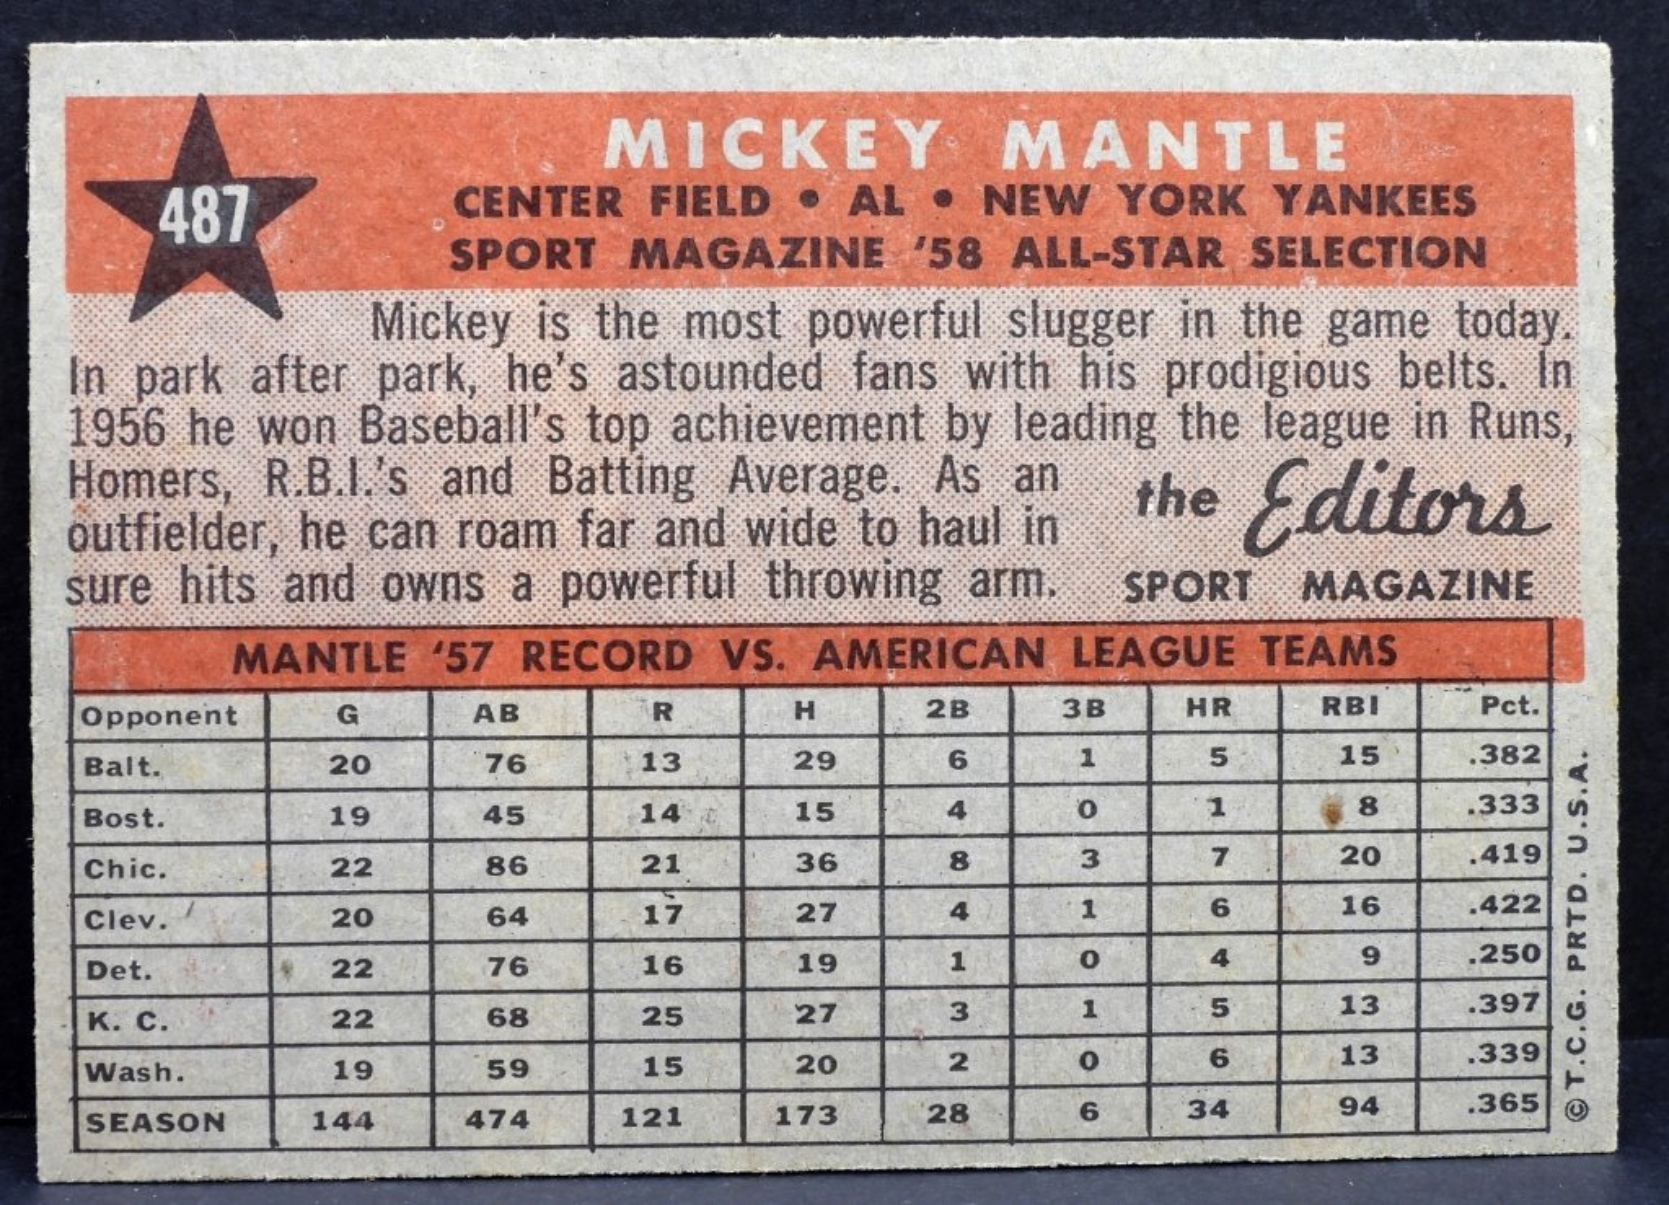 487
MICKEY MANTLE
CENTER FIELD • AL • NEW YORK YANKEES
SPORT MAGAZINE '58 ALL-STAR SELECTION
Mickey is the most powerful slugger in the game today.
In park after park, he's astounded fans with his prodigious belts. In
1956 he won Baseball's top achievement by leading the league in Runs,
Homers, R.B.I.'s and Batting Average. As an
outfielder, he can roam far and wide to haul in
sure hits and owns a powerful throwing arm.
the Editors
SPORT MAGAZINE
MANTLE '57 RECORD VS. AMERICAN LEAGUE TEAMS
Opponent G AB R H 2B 3B HR RBI Pct.
Balt. 20 76 13 29 6 1 5 15 .382
Bost. 19 45 14 15 4 0 1 8 .333
Chic. 22 86 21 36 8 3 7 20 .419
Clev. 20 64 17 27 4 1 6 16 .422
Det. 22 76 16 19 1 0 4 9 .250
K. C. 22 68 25 27 3 1 5 13 .397
Wash. 19 59 15 20 2 0 6 13 .339
SEASON 144 474 121 173 28 6 34 94 .365
© T.C.G. PRTD. U.S.A.